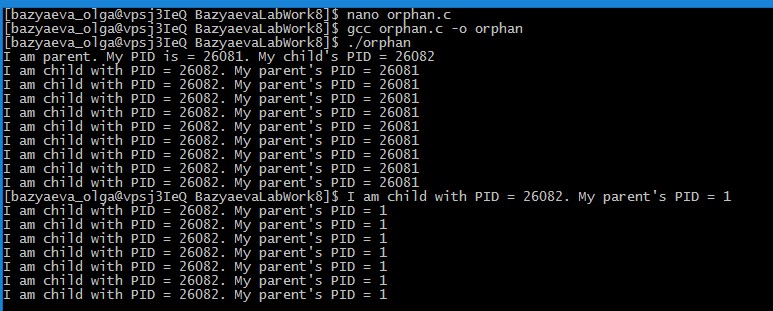 [bazyaeva_olga@vpsj3IeQ BazyaevaLabWork8]$ nano orphan.c
[bazyaeva_olga@vpsj3IeQ BazyaevaLabWork8]$ gcc orphan.c -o orphan
[bazyaeva_olga@vpsj3IeQ BazyaevaLabWork8]$ ./orphan
I am parent. My PID is = 26081. My child's PID = 26082
I am child with PID = 26082. My parent's PID = 26081
I am child with PID = 26082. My parent's PID = 26081
I am child with PID = 26082. My parent's PID = 26081
I am child with PID = 26082. My parent's PID = 26081
I am child with PID = 26082. My parent's PID = 26081
I am child with PID = 26082. My parent's PID = 26081
I am child with PID = 26082. My parent's PID = 26081
I am child with PID = 26082. My parent's PID = 26081
I am child with PID = 26082. My parent's PID = 26081
[bazyaeva_olga@vpsj3IeQ BazyaevaLabWork8]$ I am child with PID = 26082. My parent's PID = 1
I am child with PID = 26082. My parent's PID = 1
I am child with PID = 26082. My parent's PID = 1
I am child with PID = 26082. My parent's PID = 1
I am child with PID = 26082. My parent's PID = 1
I am child with PID = 26082. My parent's PID = 1
I am child with PID = 26082. My parent's PID = 1
I am child with PID = 26082. My parent's PID = 1